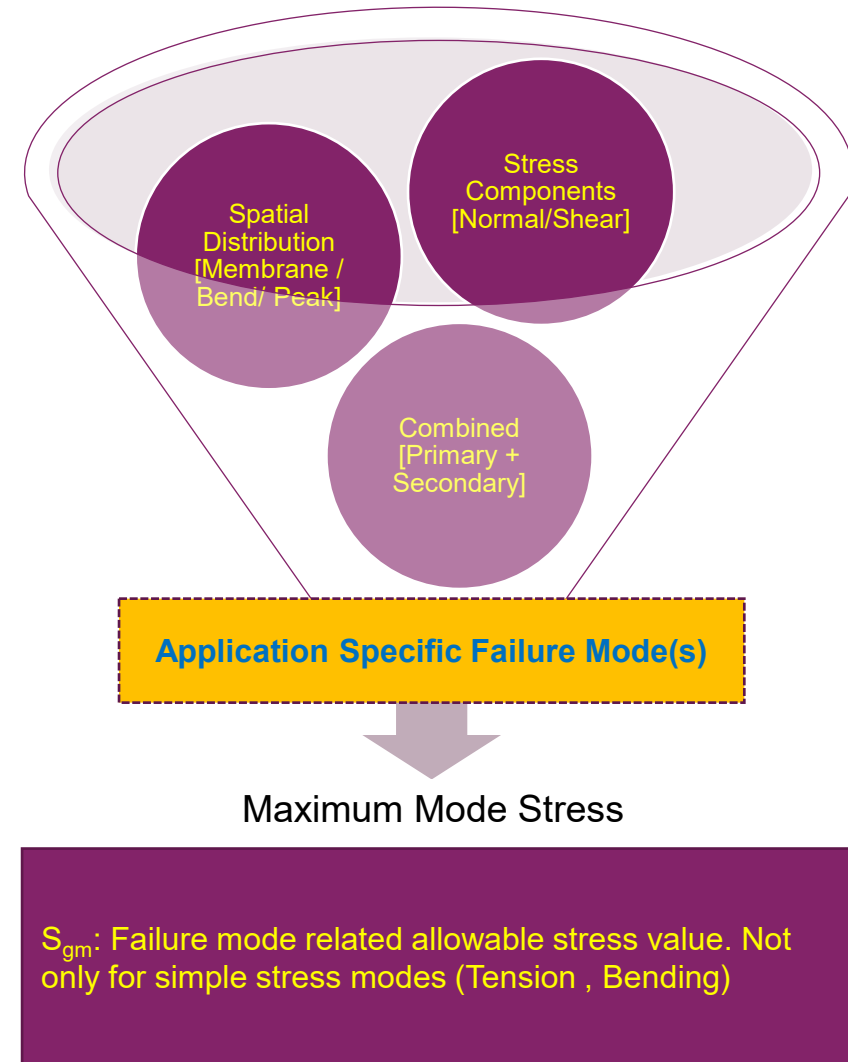 Stress
Components
[Normal/Shear]
Spatial
Distribution
[Membrane /
Bend/ Peak]
Combined
[Primary +
Secondary]
Application Specific Failure Mode(s)
Maximum Mode Stress
Sgm: Failure mode related allowable stress value. Not
only for simple stress modes (Tension , Bending)